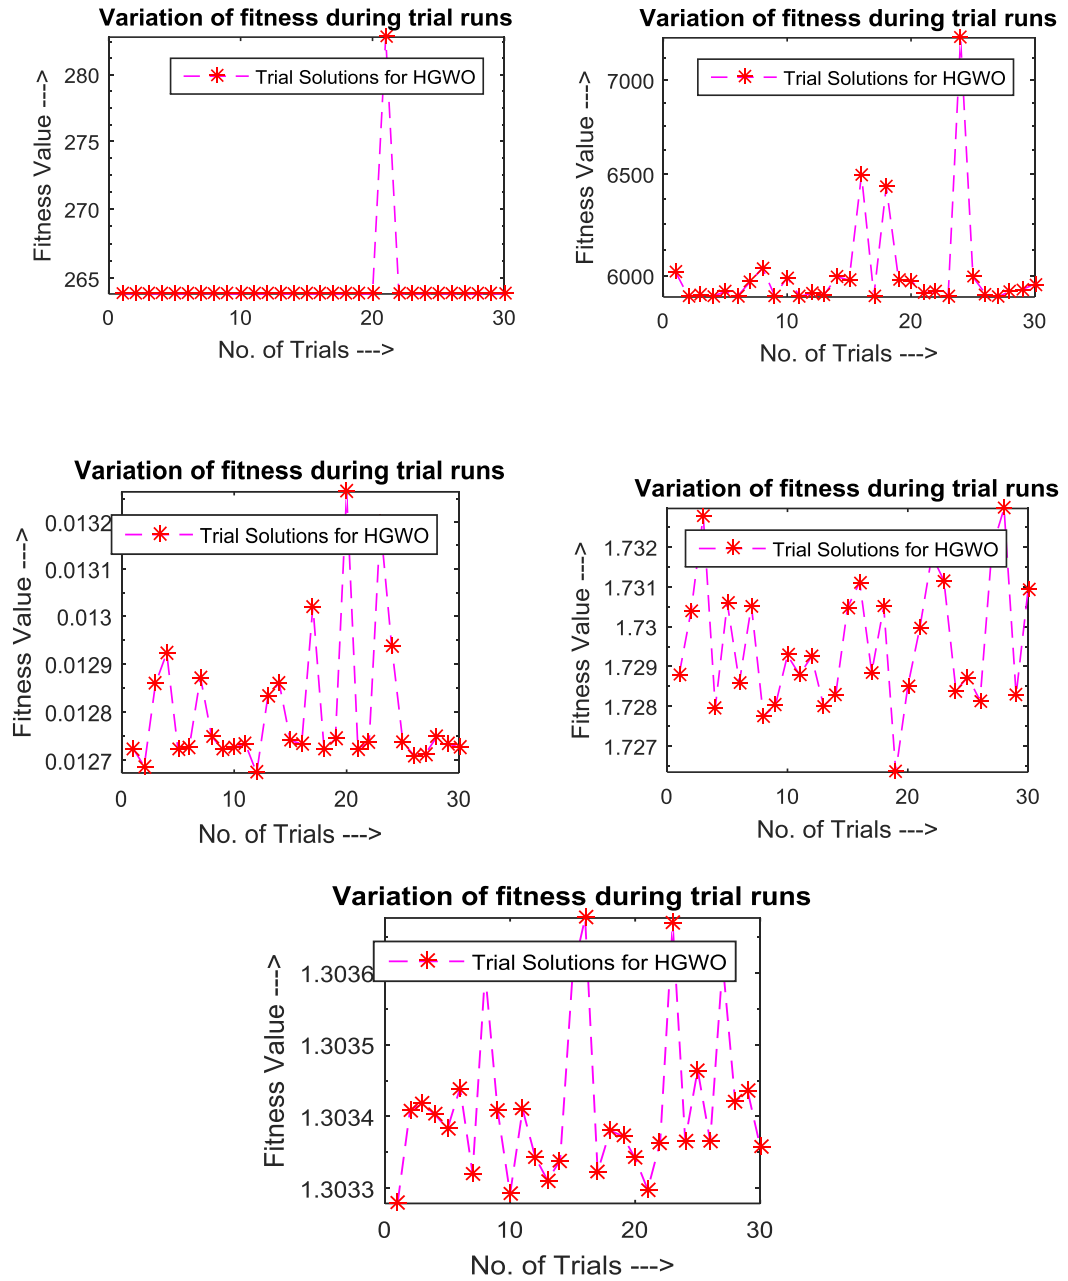 Variation of fitness during trial runs
Fitness Value --->
280
275
270
265
Trial Solutions for HGWO
0 10 20 30
No. of Trials --->
Variation of fitness during trial runs
Fitness Value --->
7000
6500
6000
Trial Solutions for HGWO
0 10 20 30
No. of Trials --->
Variation of fitness during trial runs
Fitness Value --->
0.0132
0.0131
0.013
0.0129
0.0128
0.0127
Trial Solutions for HGWO
0 10 20 30
No. of Trials --->
Variation of fitness during trial runs
Fitness Value --->
1.732
1.731
1.73
1.729
1.728
1.727
Trial Solutions for HGWO
0 10 20 30
No. of Trials --->
Variation of fitness during trial runs
Fitness Value --->
1.3036
1.3035
1.3034
1.3033
Trial Solutions for HGWO
0 10 20 30
No. of Trials --->